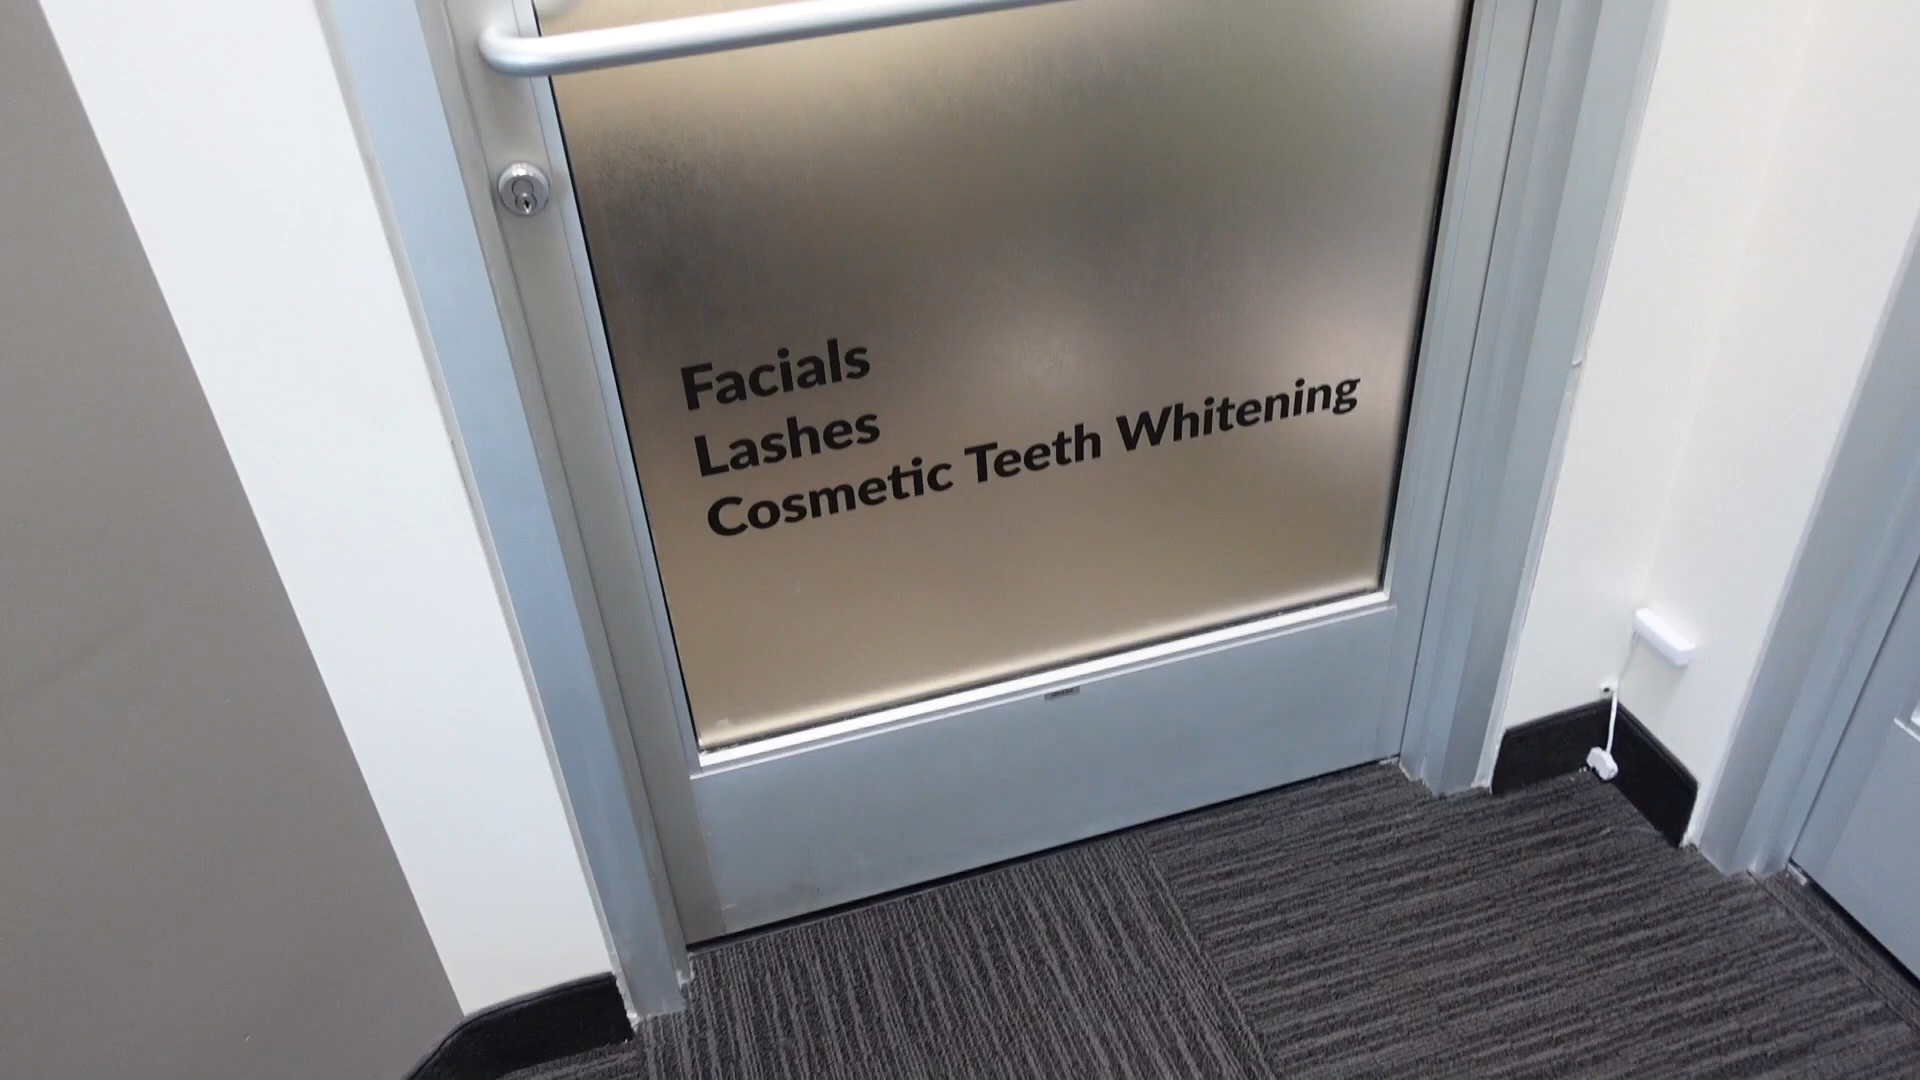 Facials
Lashes
Cosmetic Teeth Whitening